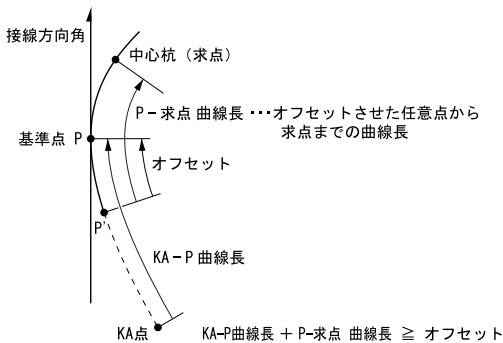 接線方向角
中心杭（求点）
P－求点 曲線長 ･･･オフセットさせた任意点から
求点までの曲線長
基準点 P
オフセット
P'
KA－P 曲線長
KA点
KA-P曲線長 ＋ P-求点 曲線長 ≧ オフセット